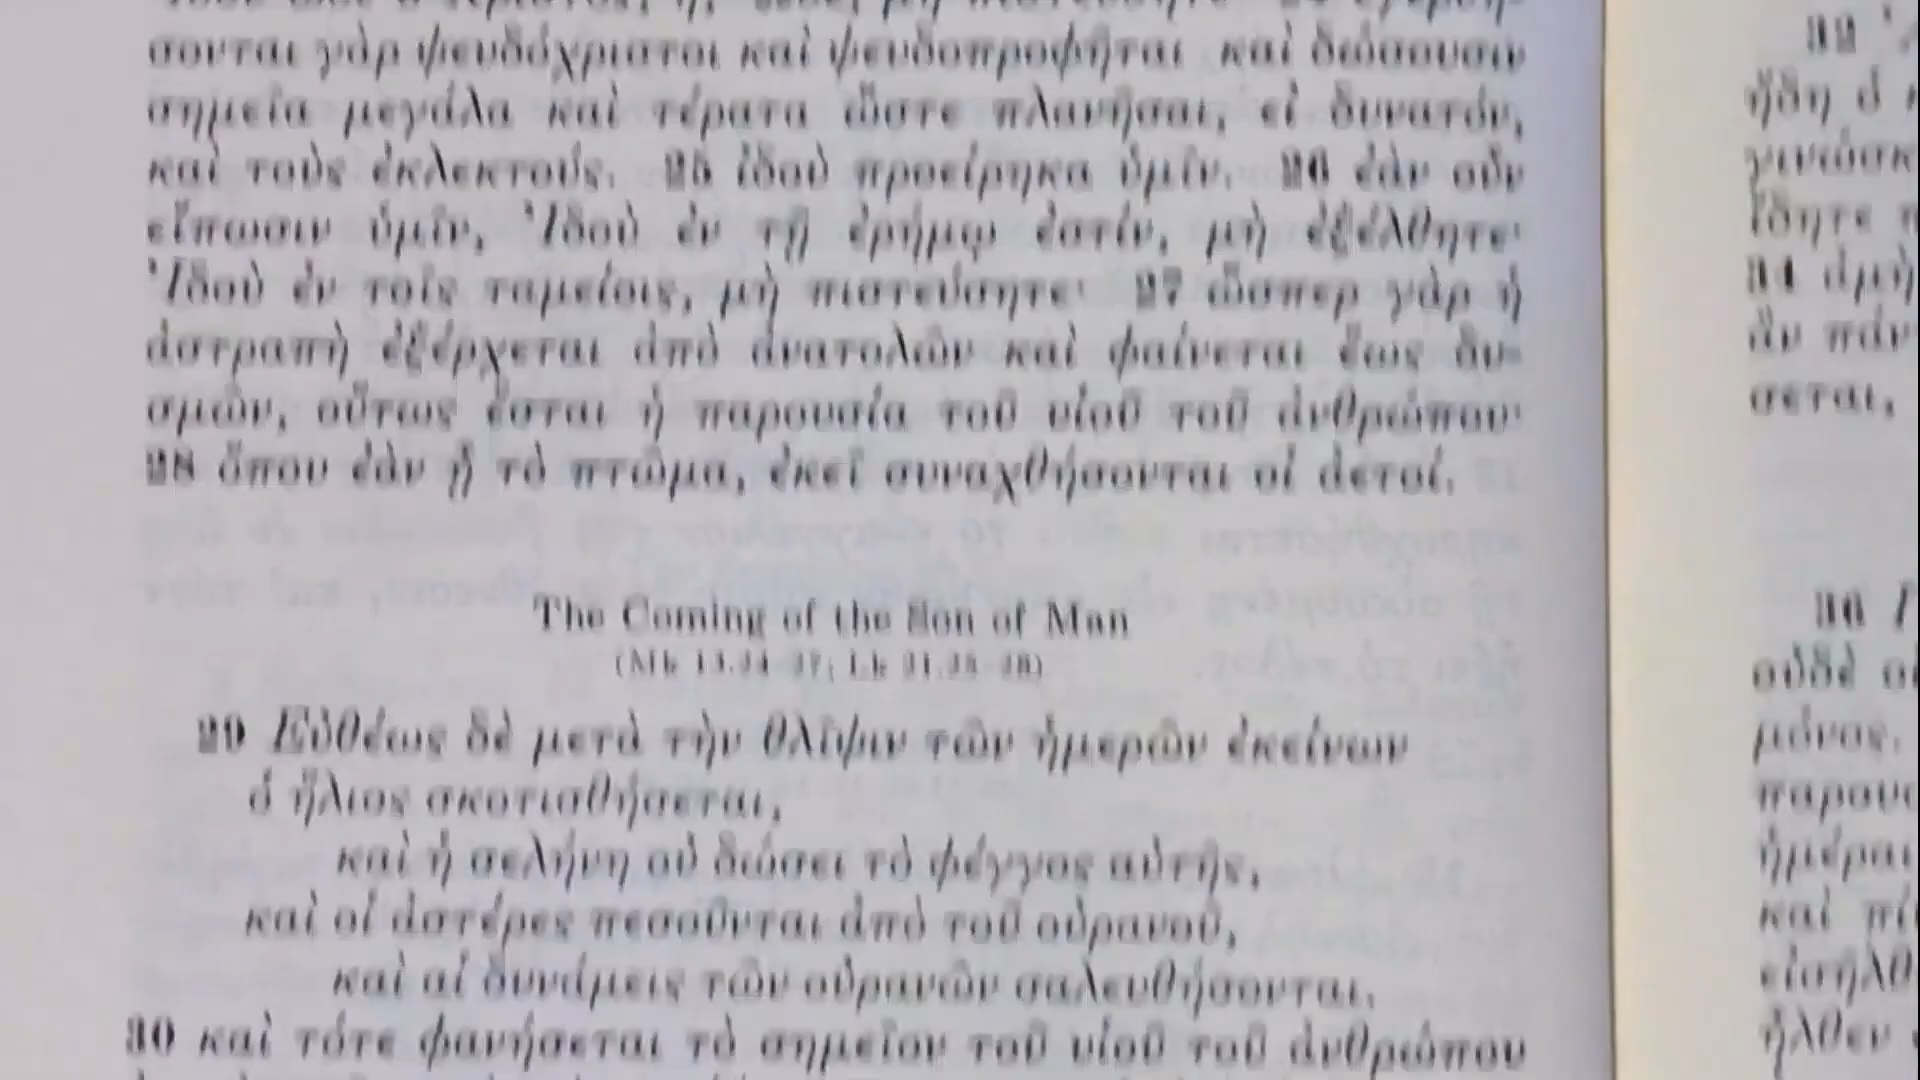 σονται γὰρ ψευδόχριστοι καὶ ψευδοπροφῆται καὶ δώσουσιν
σημεῖα μεγάλα καὶ τέρατα ὥστε πλανῆσαι, εἰ δυνατόν,
καὶ τοὺς ἐκλεκτούς. 25 ἰδοὺ προείρηκα ὑμῖν. 26 ἐὰν οὖν
εἴπωσιν ὑμῖν, Ἰδοὺ ἐν τῇ ἐρήμῳ ἐστίν, μὴ ἐξέλθητε·
Ἰδοὺ ἐν τοῖς ταμείοις, μὴ πιστεύσητε· 27 ὥσπερ γὰρ ἡ
ἀστραπὴ ἐξέρχεται ἀπὸ ἀνατολῶν καὶ φαίνεται ἕως δυ-
σμῶν, οὕτως ἔσται ἡ παρουσία τοῦ υἱοῦ τοῦ ἀνθρώπου·
28 ὅπου ἐὰν ᾖ τὸ πτῶμα, ἐκεῖ συναχθήσονται οἱ ἀετοί.
The Coming of the Son of Man
29 Εὐθέως δὲ μετὰ τὴν θλῖψιν τῶν ἡμερῶν ἐκείνων
ὁ ἥλιος σκοτισθήσεται,
καὶ ἡ σελήνη οὐ δώσει τὸ φέγγος αὐτῆς,
καὶ οἱ ἀστέρες πεσοῦνται ἀπὸ τοῦ οὐρανοῦ,
καὶ αἱ δυνάμεις τῶν οὐρανῶν σαλευθήσονται.
30 καὶ τότε φανήσεται τὸ σημεῖον τοῦ υἱοῦ τοῦ ἀνθρώπου
ἤδη ὁ
34 ἀμὴ
ἂν πάν
σεται,
36
οὐδὲ
μόνος.
παρου
ἡμέραι
καὶ
εἰσῆλθ
ἦλθεν